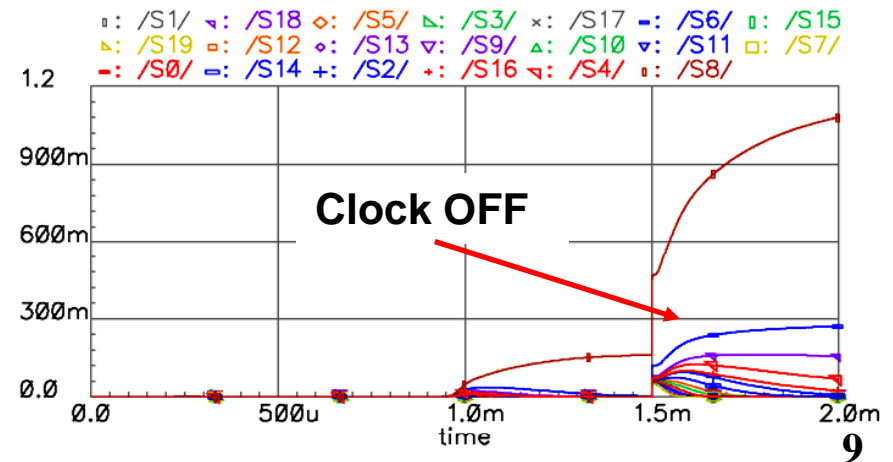 : /S1/ : /S18 : /S5/ : /S3/ : /S17 : /S6/ : /S15
: /S19 : /S12 : /S13 : /S9/ : /S10 : /S11 : /S7/
: /S0/ : /S14 : /S2/ : /S16 : /S4/ : /S8/
1.2
900m
600m
Clock OFF
300m
0.0
0.0 500u 1.0m 1.5m 2.0m
time
9